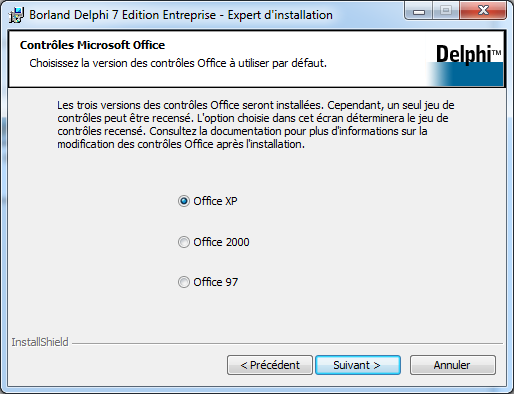 Borland Delphi 7 Edition Entreprise - Expert d'installation
Contrôles Microsoft Office
Choisissez la version des contrôles Office à utiliser par défaut.
Delphi™
Les trois versions des contrôles Office seront installées. Cependant, un seul jeu de
contrôles peut être recensé. L'option choisie dans cet écran déterminera le jeu de
contrôles recensé. Consultez la documentation pour plus d'informations sur la
modification des contrôles Office après l'installation.
Office XP
Office 2000
Office 97
InstallShield
< Précédent
Suivant >
Annuler